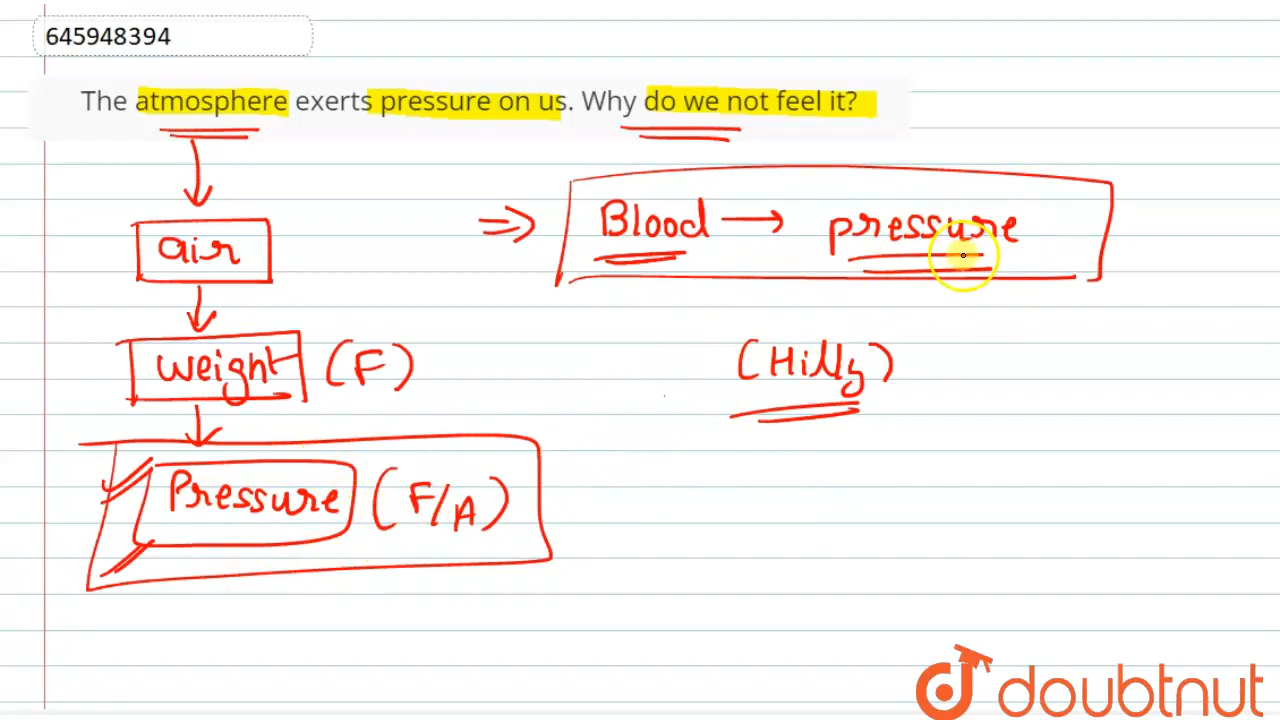 645948394
The atmosphere exerts pressure on us. Why do we not feel it?
air
⇒ Blood → pressure
weight (F)
(Hilly)
Pressure (F/A)
doubtnut